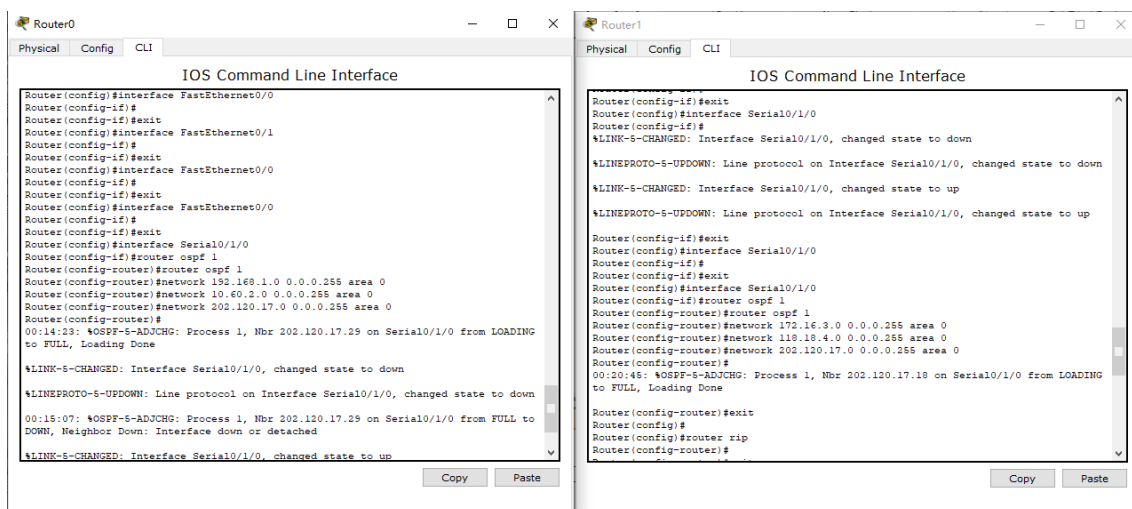 Router0
Physical Config CLI
IOS Command Line Interface
Router(config)#interface FastEthernet0/0
Router(config-if)#
Router(config-if)#exit
Router(config)#interface FastEthernet0/1
Router(config-if)#
Router(config-if)#exit
Router(config)#interface FastEthernet0/0
Router(config-if)#
Router(config-if)#exit
Router(config)#interface FastEthernet0/0
Router(config-if)#
Router(config-if)#exit
Router(config)#interface Serial0/1/0
Router(config-if)#router ospf 1
Router(config-router)#router ospf 1
Router(config-router)#network 192.168.1.0 0.0.0.255 area 0
Router(config-router)#network 10.60.2.0 0.0.0.255 area 0
Router(config-router)#network 202.120.17.0 0.0.0.255 area 0
Router(config-router)#
00:14:23: %OSPF-5-ADJCHG: Process 1, Nbr 202.120.17.29 on Serial0/1/0 from LOADING
to FULL, Loading Done
%LINK-5-CHANGED: Interface Serial0/1/0, changed state to down
%LINEPROTO-5-UPDOWN: Line protocol on Interface Serial0/1/0, changed state to down
00:15:07: %OSPF-5-ADJCHG: Process 1, Nbr 202.120.17.29 on Serial0/1/0 from FULL to
DOWN, Neighbor Down: Interface down or detached
%LINK-5-CHANGED: Interface Serial0/1/0, changed state to up
Copy Paste
Router1
Physical Config CLI
IOS Command Line Interface
Router(config-if)#exit
Router(config)#interface Serial0/1/0
Router(config-if)#
%LINK-5-CHANGED: Interface Serial0/1/0, changed state to down
%LINEPROTO-5-UPDOWN: Line protocol on Interface Serial0/1/0, changed state to down
%LINK-5-CHANGED: Interface Serial0/1/0, changed state to up
%LINEPROTO-5-UPDOWN: Line protocol on Interface Serial0/1/0, changed state to up
Router(config-if)#exit
Router(config)#interface Serial0/1/0
Router(config-if)#
Router(config-if)#exit
Router(config)#interface Serial0/1/0
Router(config-if)#router ospf 1
Router(config-router)#router ospf 1
Router(config-router)#network 172.16.3.0 0.0.0.255 area 0
Router(config-router)#network 118.18.4.0 0.0.0.255 area 0
Router(config-router)#network 202.120.17.0 0.0.0.255 area 0
Router(config-router)#
00:20:45: %OSPF-5-ADJCHG: Process 1, Nbr 202.120.17.18 on Serial0/1/0 from LOADING
to FULL, Loading Done
Router(config-router)#exit
Router(config)#
Router(config)#router rip
Router(config-router)#
Copy Paste